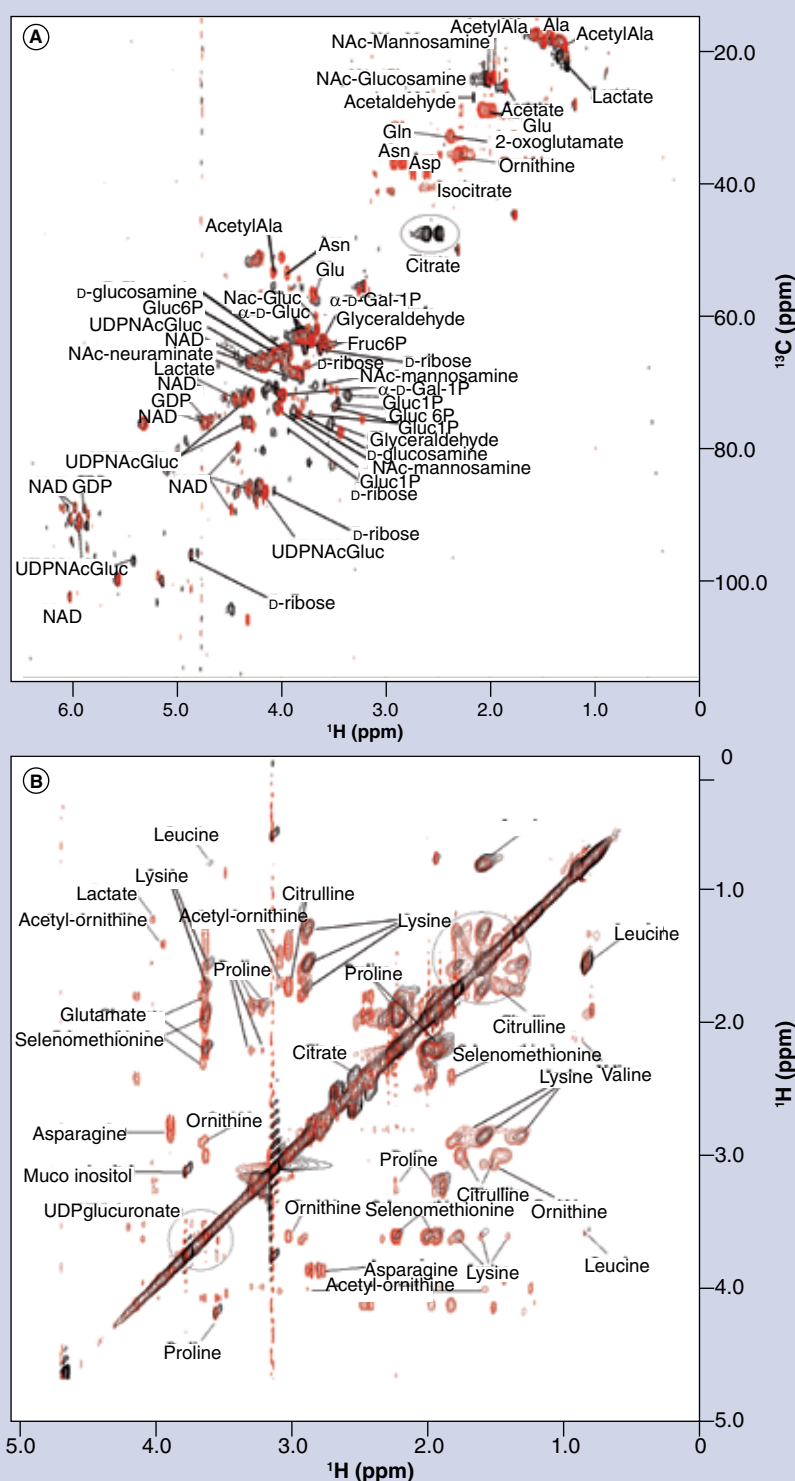 A
AcetylAla
Ala
AcetylAla
NAc-Mannosamine
20.0
NAc-Glucosamine
Acetaldehyde
Lactate
Acetate
Glu
Gln
2-oxoglutamate
Asn
Asp
Ornithine
40.0
Isocitrate
AcetylAla
Asn
Citrate
Glu
D-glucosamine
Nac-Gluc
α-D-Gal-1P
Gluc6P
α-D-Gluc
60.0
Glyceraldehyde
UDPNAcGluc
NAD
Fruc6P
NAc-neuraminate
D-ribose
D-ribose
Lactate
NAc-mannosamine
NAD
α-D-Gal-1P
GDP
Gluc1P
NAD
Gluc 6P
Gluc1P
Glyceraldehyde
80.0
UDPNAcGluc
D-glucosamine
NAc-mannosamine
NAD GDP
NAD
Gluc1P
D-ribose
D-ribose
UDPNAcGluc
UDPNAcGluc
100.0
D-ribose
NAD
13C (ppm)
6.0 5.0 4.0 3.0 2.0 1.0 0
1H (ppm)
B
0
Leucine
Lysine
1.0
Lactate
Citrulline
Acetyl-ornithine
Acetyl-ornithine
Lysine
Leucine
Proline
Proline
Glutamate
2.0
Citrulline
Selenomethionine
Citrate
Selenomethionine
Lysine
Valine
Asparagine
Ornithine
3.0
Muco inositol
Proline
Citrulline
UDPglucuronate
Ornithine
Selenomethionine
Ornithine
Asparagine
Lysine
Leucine
Acetyl-ornithine
4.0
Proline
5.0
1H (ppm)
5.0 4.0 3.0 2.0 1.0 0
1H (ppm)